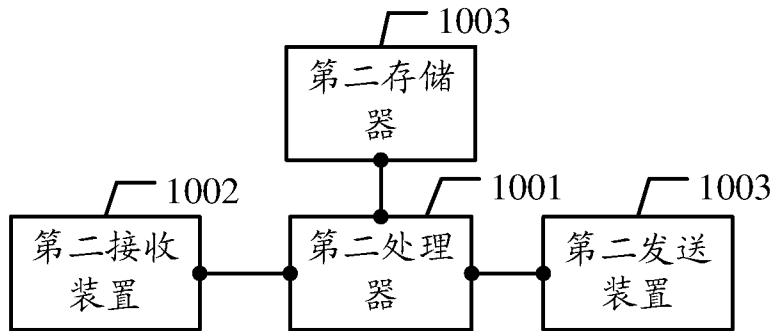 1003
第二存储
器
1002
1001
1003
第二接收
装置
第二处理
器
第二发送
装置